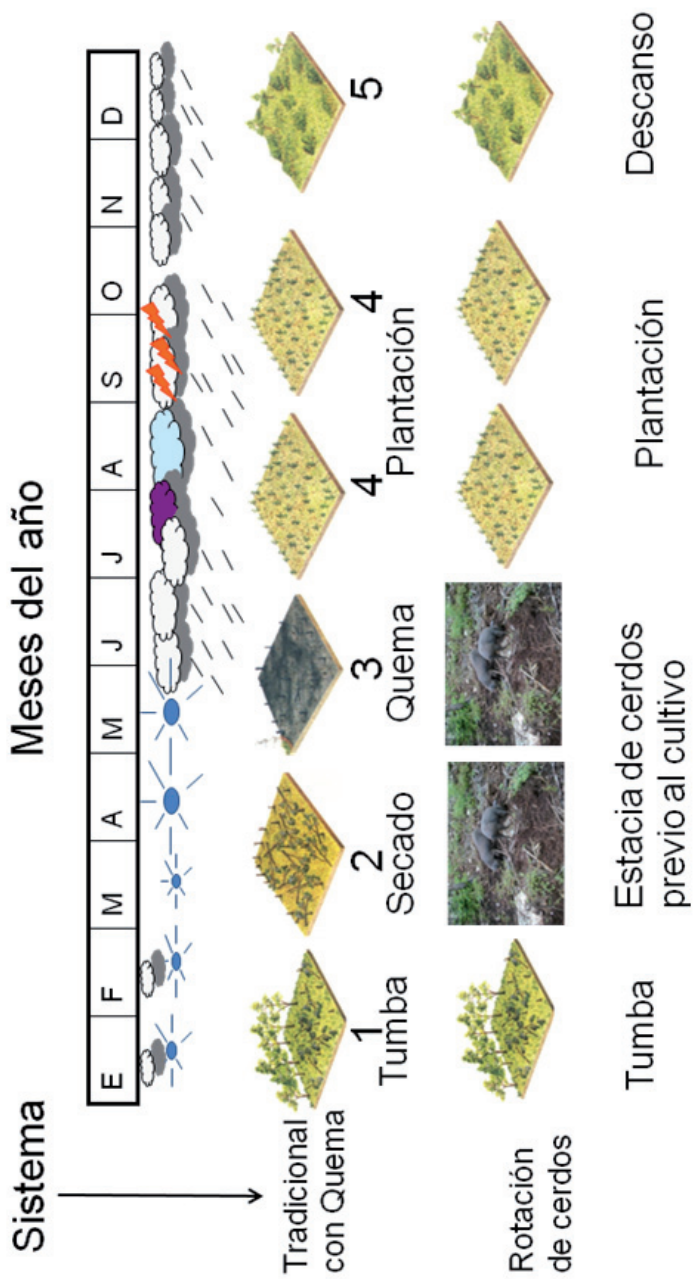 Meses del año
Sistema
E F M A M J J A S O N D
Tradicional
con Quema
1 2 3 4 4 5
Tumba Secado Quema Plantación
Rotación
de cerdos
Tumba Estacia de cerdos Plantación Descanso
previo al cultivo